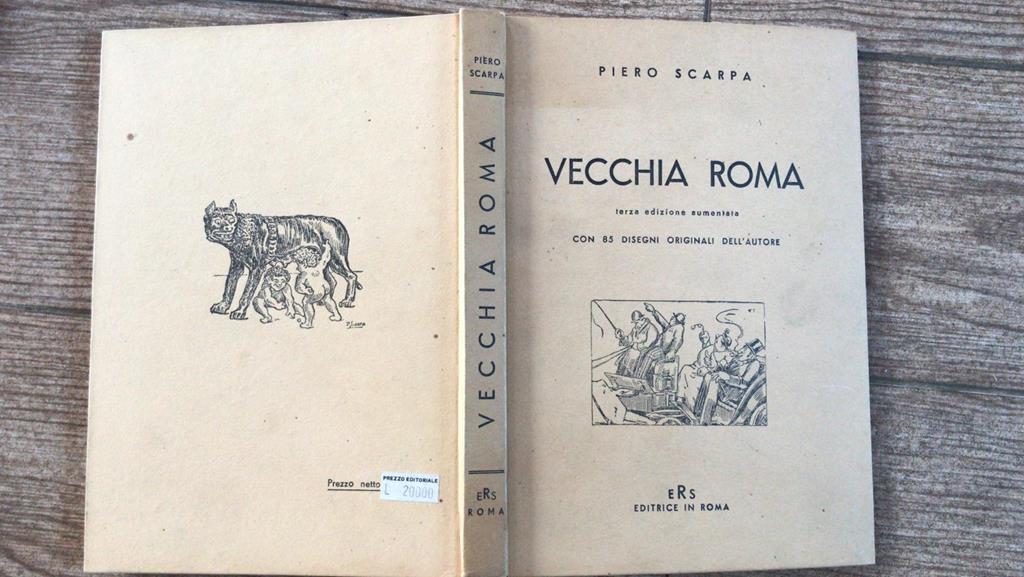 PIERO SCARPA
VECCHIA ROMA
terza edizione aumentata
CON 85 DISEGNI ORIGINALI DELL'AUTORE
eRs
EDITRICE IN ROMA
PIERO
SCARPA
VECCHIA ROMA
eRs
ROMA
Prezzo netto
PREZZO EDITORIALE
L 20000